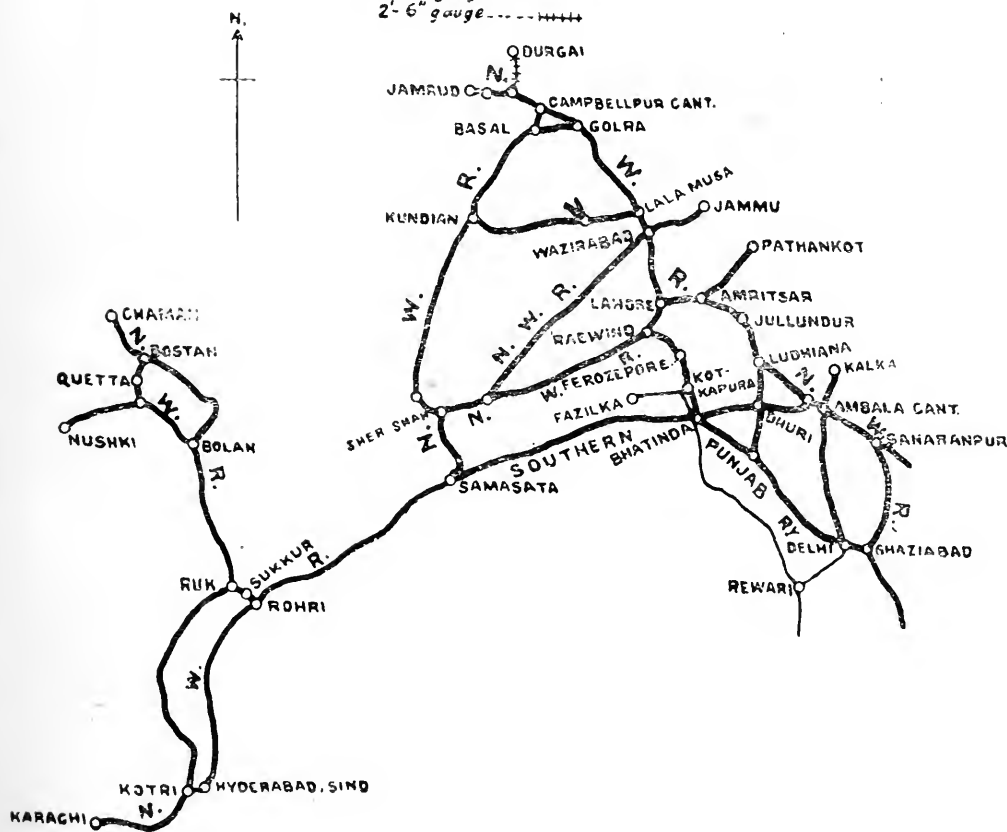 2'- 6" gauge
N.
DURGAI
N.
JAMRUD
CAMPBELLPUR CANT.
BASAL
GOLRA
R.
W.
LALA MUSA
KUNDIAN
N
JAMMU
WAZIRABAD
PATHANKOT
R.
W.
N. W. R.
LAHORE
AMRITSAR
CHAMAN
JULLUNDUR
N.
RAEWIND
BOSTAN
R.
LUDHIANA
QUETTA
W.
FEROZEPORE
KOT-
KAPURA
N.
KALKA
W.
FAZILKA
N.
AMBALA CANT.
SHER SHAH
DHURI
NUSHKI
BOLAN
N.
SOUTHERN
BHATINDA
PUNJAB
RY
W.
SAHARANPUR
R.
SAMASATA
R.
DELHI
GHAZIABAD
SUKKUR
R.
RUK
REWARI
ROHRI
W.
KOTRI
HYDERABAD, SIND
N.
KARACHI